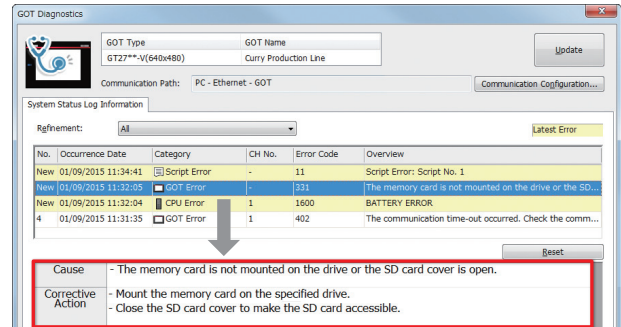 GOT Diagnostics
GOT Type GOT Name
GT27**-V(640x480) Curry Production Line
Update
Communication Path: PC - Ethernet - GOT Communication Configuration...
System Status Log Information
Refinement: All Latest Error
No. Occurrence Date Category CH No. Error Code Overview
New 01/09/2015 11:34:41 Script Error - 11 Script Error: Script No. 1
New 01/09/2015 11:32:05 GOT Error - 331 The memory card is not mounted on the drive or the SD...
New 01/09/2015 11:32:04 CPU Error 1 1600 BATTERY ERROR
4 01/09/2015 11:31:35 GOT Error 1 402 The communication time-out occurred. Check the comm...
Reset
Cause - The memory card is not mounted on the drive or the SD card cover is open.
Corrective Action - Mount the memory card on the specified drive.
- Close the SD card cover to make the SD card accessible.